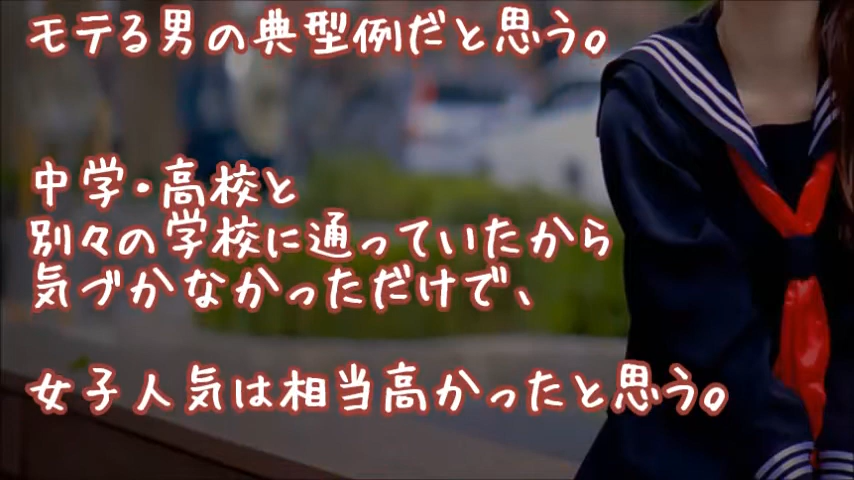 モテる男の典型例だと思う。
中学・高校と
別々の学校に通っていたから
気づかなかっただけで、
女子人気は相当高かったと思う。